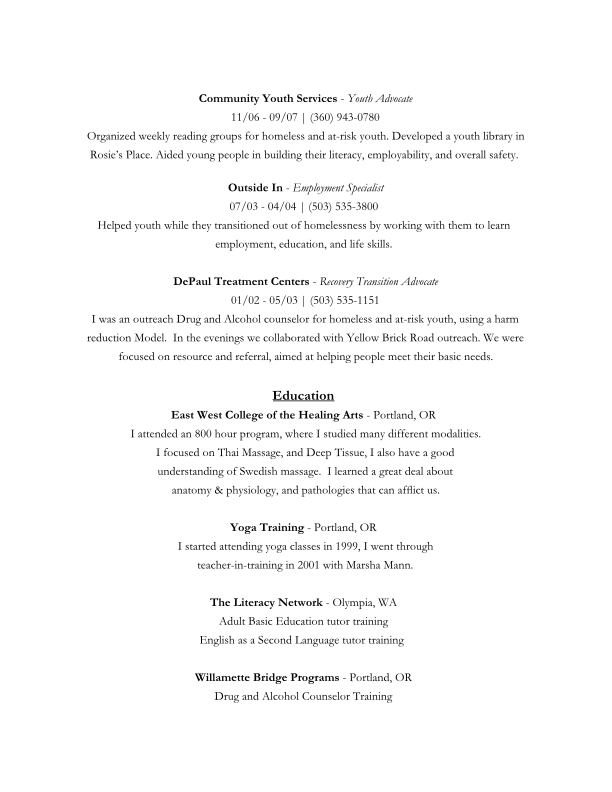 Community Youth Services - Youth Advocate
11/06 - 09/07 | (360) 943-0780
Organized weekly reading groups for homeless and at-risk youth. Developed a youth library in
Rosie's Place. Aided young people in building their literacy, employability, and overall safety.
Outside In - Employment Specialist
07/03 - 04/04 | (503) 535-3800
Helped youth while they transitioned out of homelessness by working with them to learn
employment, education, and life skills.
DePaul Treatment Centers - Recovery Transition Advocate
01/02 - 05/03 | (503) 535-1151
I was an outreach Drug and Alcohol counselor for homeless and at-risk youth, using a harm
reduction Model.  In the evenings we collaborated with Yellow Brick Road outreach. We were
focused on resource and referral, aimed at helping people meet their basic needs.
Education
East West College of the Healing Arts - Portland, OR
I attended an 800 hour program, where I studied many different modalities.
I focused on Thai Massage, and Deep Tissue, I also have a good
understanding of Swedish massage.  I learned a great deal about
anatomy & physiology, and pathologies that can afflict us.
Yoga Training - Portland, OR
I started attending yoga classes in 1999, I went through
teacher-in-training in 2001 with Marsha Mann.
The Literacy Network - Olympia, WA
Adult Basic Education tutor training
English as a Second Language tutor training
Willamette Bridge Programs - Portland, OR
Drug and Alcohol Counselor Training